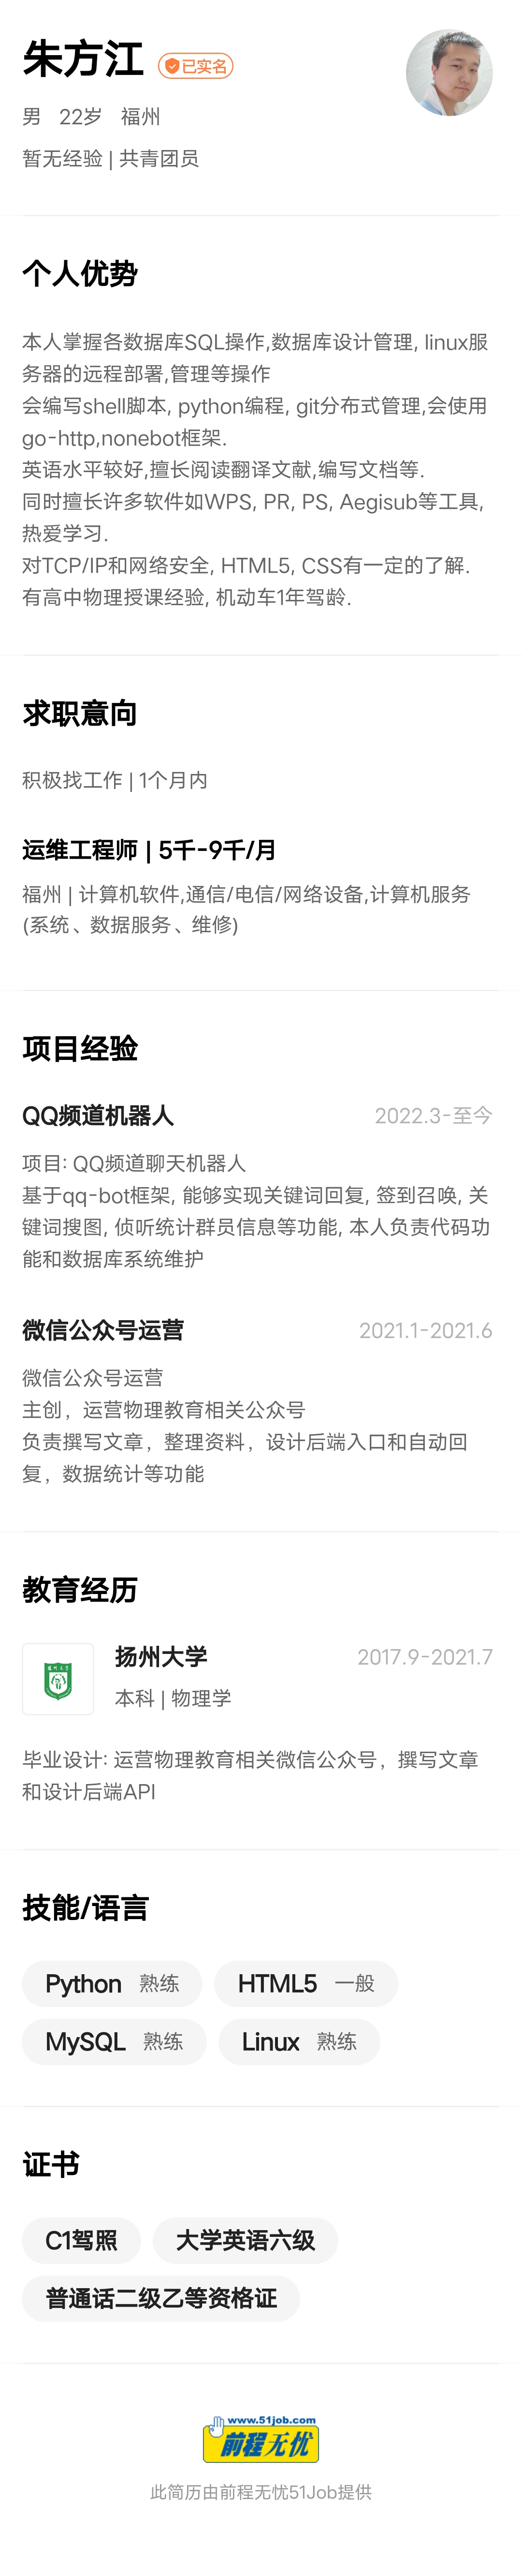 朱方江 已实名
男 22岁 福州
暂无经验 | 共青团员
个人优势
本人掌握各数据库SQL操作,数据库设计管理, linux服
务器的远程部署,管理等操作
会编写shell脚本, python编程, git分布式管理,会使用
go-http,nonebot框架.
英语水平较好,擅长阅读翻译文献,编写文档等.
同时擅长许多软件如WPS, PR, PS, Aegisub等工具,
热爱学习.
对TCP/IP和网络安全, HTML5, CSS有一定的了解.
有高中物理授课经验, 机动车1年驾龄.
求职意向
积极找工作 | 1个月内
运维工程师 | 5千-9千/月
福州 | 计算机软件,通信/电信/网络设备,计算机服务
(系统、数据服务、维修)
项目经验
QQ频道机器人 2022.3-至今
项目: QQ频道聊天机器人
基于qq-bot框架, 能够实现关键词回复, 签到召唤, 关
键词搜图, 侦听统计群员信息等功能, 本人负责代码功
能和数据库系统维护
微信公众号运营 2021.1-2021.6
微信公众号运营
主创，运营物理教育相关公众号
负责撰写文章，整理资料，设计后端入口和自动回
复，数据统计等功能
教育经历
扬州大学 2017.9-2021.7
本科 | 物理学
毕业设计: 运营物理教育相关微信公众号，撰写文章
和设计后端API
技能/语言
Python 熟练 HTML5 一般
MySQL 熟练 Linux 熟练
证书
C1驾照 大学英语六级
普通话二级乙等资格证
www.51job.com
前程无忧
此简历由前程无忧51Job提供